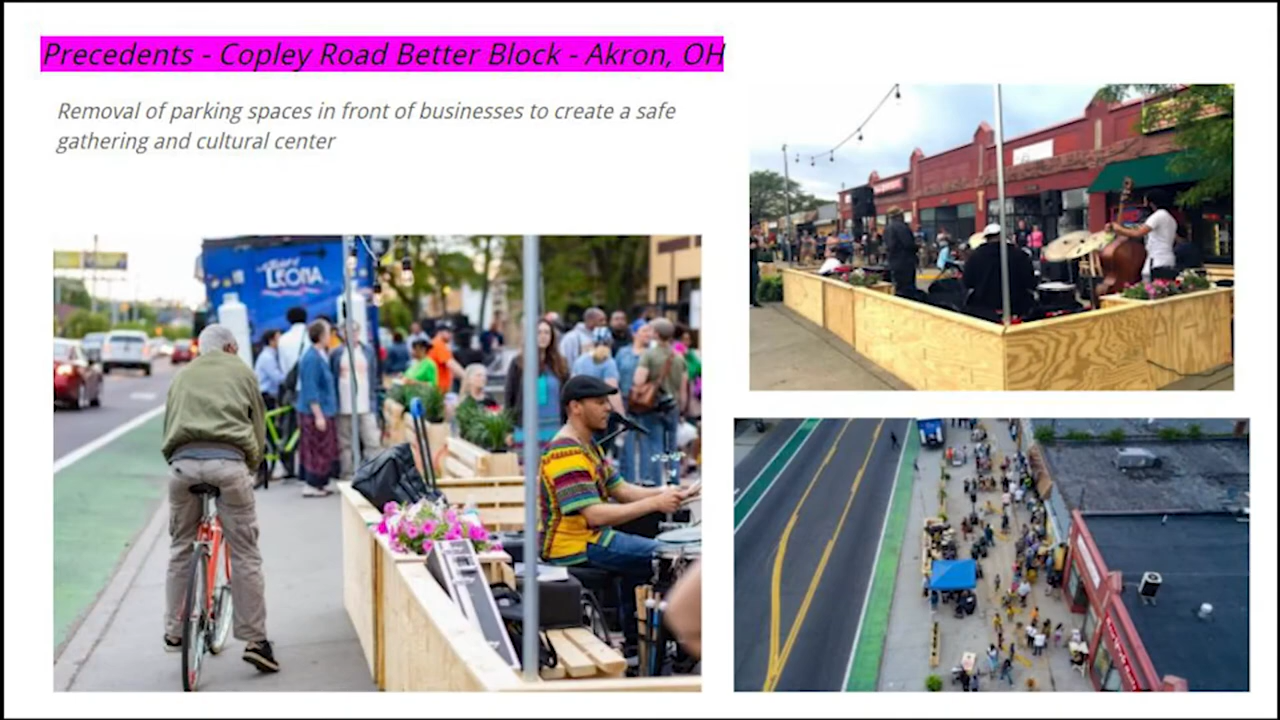 Precedents - Copley Road Better Block - Akron, OH
Removal of parking spaces in front of businesses to create a safe
gathering and cultural center
LEONA